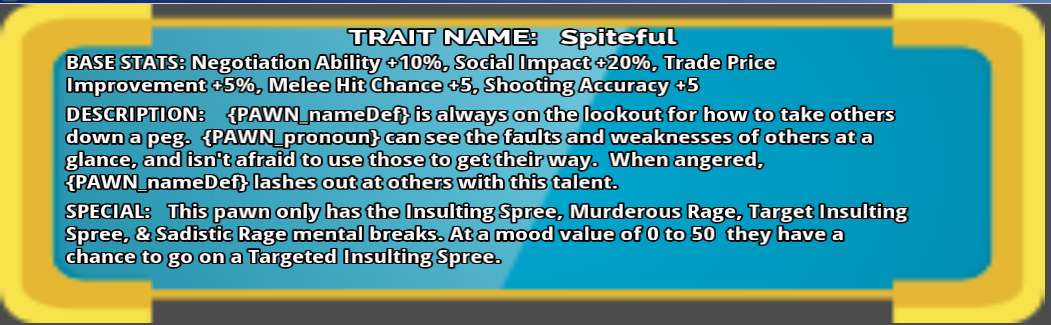 TRAIT NAME:   Spiteful
BASE STATS: Negotiation Ability +10%, Social Impact +20%, Trade Price
Improvement +5%, Melee Hit Chance +5, Shooting Accuracy +5
DESCRIPTION:    {PAWN_nameDef} is always on the lookout for how to take others
down a peg.  {PAWN_pronoun} can see the faults and weaknesses of others at a
glance, and isn't afraid to use those to get their way.  When angered,
{PAWN_nameDef} lashes out at others with this talent.
SPECIAL:   This pawn only has the Insulting Spree, Murderous Rage, Target Insulting
Spree, & Sadistic Rage mental breaks. At a mood value of 0 to 50  they have a
chance to go on a Targeted Insulting Spree.